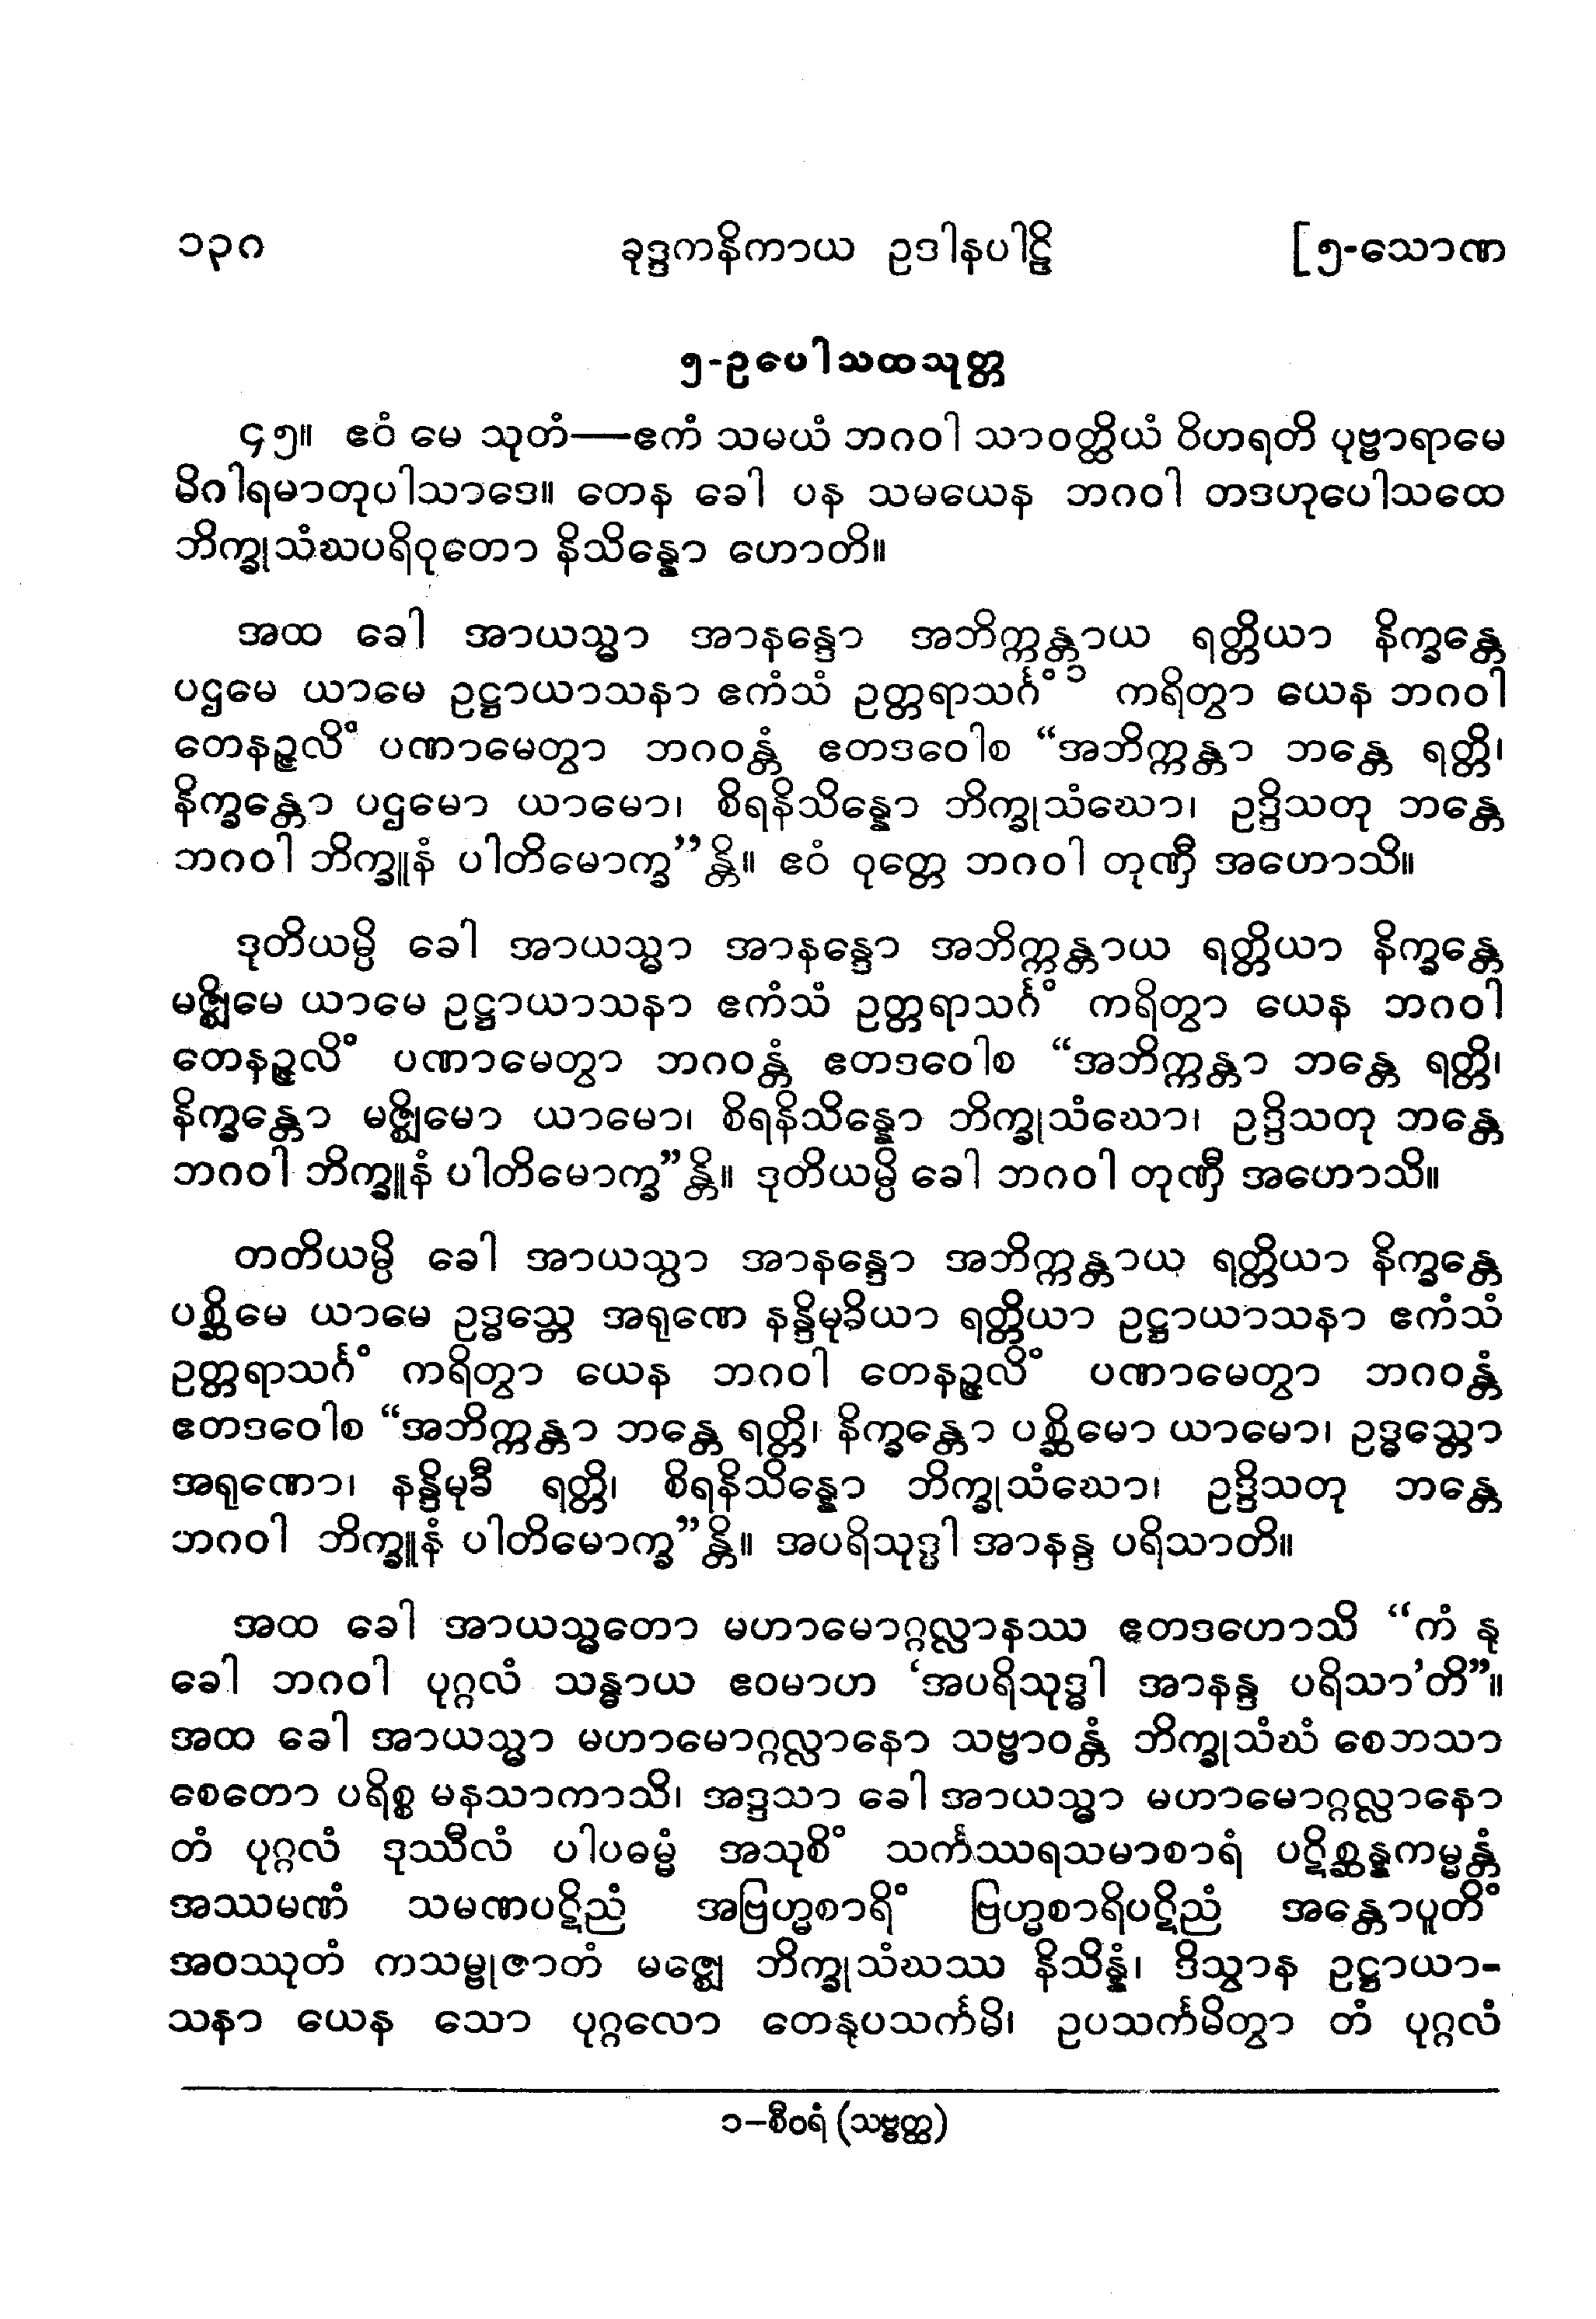 ၁၃ဂ ခုဒ္ဒကနိကာယ ဥဒါနပါဠိ [၅-သောဏ
၅-ဥပေါသထသုတ္တ
၄၅။ ဧဝံ မေ သုတံ—ဧကံ သမယံ ဘဂဝါ သာဝတ္ထိယံ ဝိဟရတိ ပုဗ္ဗာရာမေ
မိဂါရမာတုပါသာဒေ။ တေန ခေါ ပန သမယေန ဘဂဝါ တဒဟုပေါသထေ
ဘိက္ခုသံဃပရိဝုတော နိသိန္နော ဟောတိ။
အထ ခေါ အာယသ္မာ အာနန္ဒော အဘိက္ကန္တာယ ရတ္တိယာ နိက္ခန္တေ
ပဌမေ ယာမေ ဥဋ္ဌာယာသနာ ဧကံသံ ဥတ္တရာသင်္ဂံ ၁ ကရိတွာ ယေန ဘဂဝါ
တေနဉ္ဇလိံ ပဏာမေတွာ ဘဂဝန္တံ ဧတဒဝေါစ “အဘိက္ကန္တာ ဘန္တေ ရတ္တိ၊
နိက္ခန္တော ပဌမော ယာမော၊ စိရနိသိန္နော ဘိက္ခုသံဃော၊ ဥဒ္ဒိသတု ဘန္တေ
ဘဂဝါ ဘိက္ခူနံ ပါတိမောက္ခ”န္တိ။ ဧဝံ ဝုတ္တေ ဘဂဝါ တုဏှီ အဟောသိ။
ဒုတိယမ္ပိ ခေါ အာယသ္မာ အာနန္ဒော အဘိက္ကန္တာယ ရတ္တိယာ နိက္ခန္တေ
မဇ္ဈိမေ ယာမေ ဥဋ္ဌာယာသနာ ဧကံသံ ဥတ္တရာသင်္ဂံ ကရိတွာ ယေန ဘဂဝါ
တေနဉ္ဇလိံ ပဏာမေတွာ ဘဂဝန္တံ ဧတဒဝေါစ “အဘိက္ကန္တာ ဘန္တေ ရတ္တိ၊
နိက္ခန္တော မဇ္ဈိမော ယာမော၊ စိရနိသိန္နော ဘိက္ခုသံဃော၊ ဥဒ္ဒိသတု ဘန္တေ
ဘဂဝါ ဘိက္ခူနံ ပါတိမောက္ခ”န္တိ။ ဒုတိယမ္ပိ ခေါ ဘဂဝါ တုဏှီ အဟောသိ။
တတိယမ္ပိ ခေါ အာယသ္မာ အာနန္ဒော အဘိက္ကန္တာယ ရတ္တိယာ နိက္ခန္တေ
ပစ္ဆိမေ ယာမေ ဥဒ္ဓသ္တေ အရုဏေ နန္ဒိမုခိယာ ရတ္တိယာ ဥဋ္ဌာယာသနာ ဧကံသံ
ဥတ္တရာသင်္ဂံ ကရိတွာ ယေန ဘဂဝါ တေနဉ္ဇလိံ ပဏာမေတွာ ဘဂဝန္တံ
ဧတဒဝေါစ “အဘိက္ကန္တာ ဘန္တေ ရတ္တိ၊ နိက္ခန္တော ပစ္ဆိမော ယာမော၊ ဥဒ္ဓသ္တော
အရုဏော၊ နန္ဒိမုခီ ရတ္တိ၊ စိရနိသိန္နော ဘိက္ခုသံဃော၊ ဥဒ္ဒိသတု ဘန္တေ
ဘဂဝါ ဘိက္ခူနံ ပါတိမောက္ခ”န္တိ။ အပရိသုဒ္ဓါ အာနန္ဒ ပရိသာတိ။
အထ ခေါ အာယသ္မတော မဟာမောဂ္ဂလ္လာနဿ ဧတဒဟောသိ “ကံ နု
ခေါ ဘဂဝါ ပုဂ္ဂလံ သန္ဓာယ ဧဝမာဟ ‘အပရိသုဒ္ဓါ အာနန္ဒ ပရိသာ’တိ”။
အထ ခေါ အာယသ္မာ မဟာမောဂ္ဂလ္လာနော သဗ္ဗာဝန္တံ ဘိက္ခုသံဃံ စေဘသာ
စေတော ပရိစ္စ မနသာကာသိ၊ အဒ္ဒသာ ခေါ အာယသ္မာ မဟာမောဂ္ဂလ္လာနော
တံ ပုဂ္ဂလံ ဒုဿီလံ ပါပဓမ္မံ အသုစိံ သင်္ကဿရသမာစာရံ ပဋိစ္ဆန္နကမ္မန္တံ
အဿမဏံ သမဏပဋိညံ အဗြဟ္မစာရိံ ဗြဟ္မစာရိပဋိညံ အန္တောပူတိံ
အဝဿုတံ ကသမ္ဗုဇာတံ မဇ္ဈေ ဘိက္ခုသံဃဿ နိသိန္နံ၊ ဒိသွာန ဥဋ္ဌာယာ-
သနာ ယေန သော ပုဂ္ဂလော တေနုပသင်္ကမိ၊ ဥပသင်္ကမိတွာ တံ ပုဂ္ဂလံ
၁–စီဝရံ (သဗ္ဗတ္ထ)